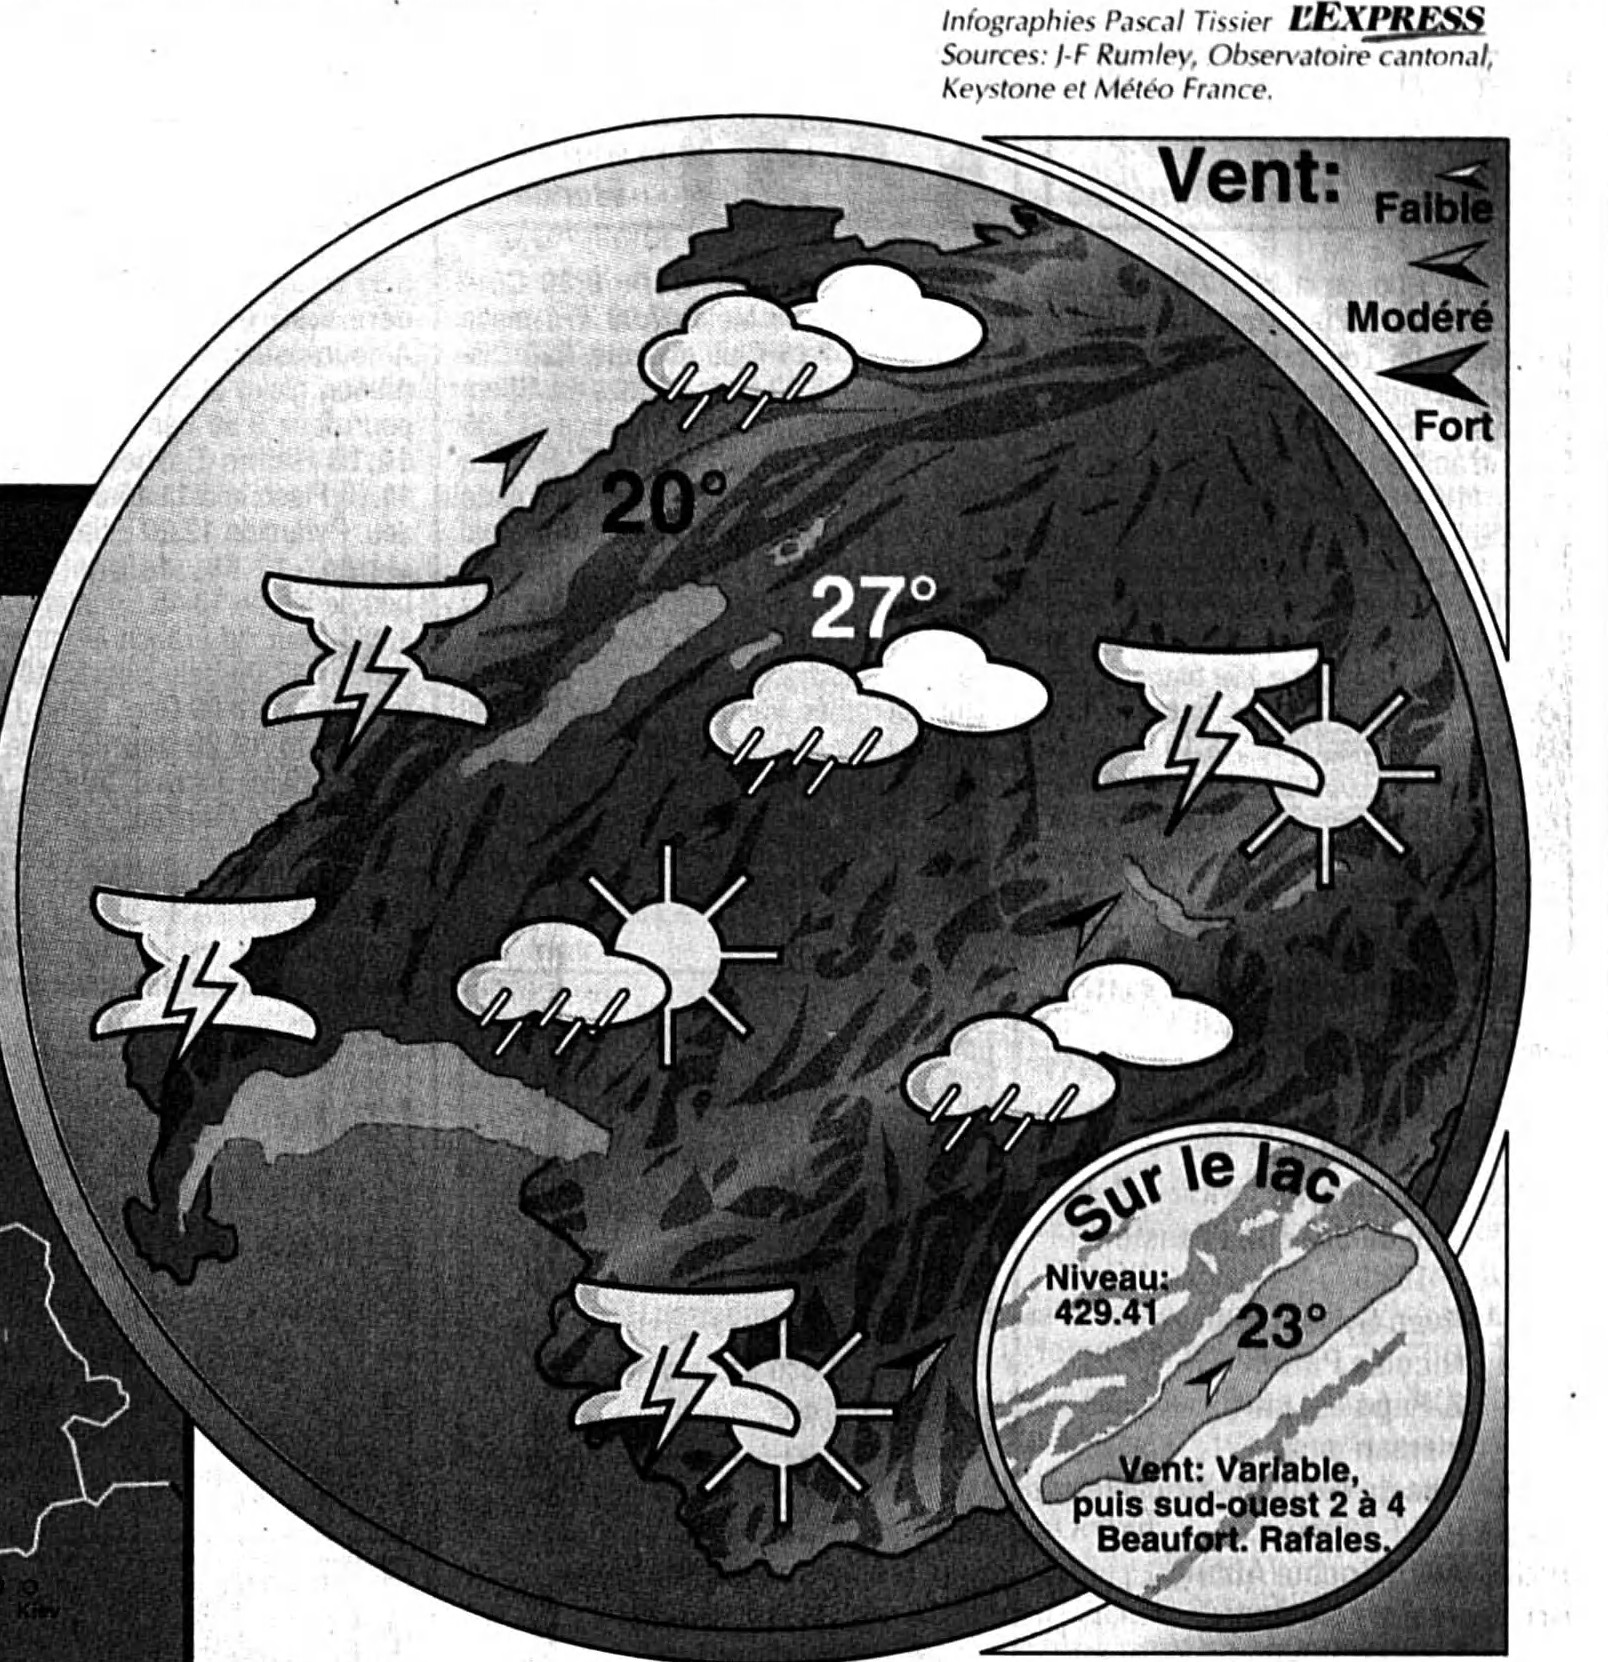 Infographies Pascal Tissier L'EXPRESS
Sources: J-F Rumley, Observatoire cantonal,
Keystone et Météo France.
Vent:
Faible
Modéré
Fort
20°
27°
Sur le lac
Niveau:
429.41
23°
Vent: Variable,
puis sud-ouest 2 à 4
Beaufort. Rafales.
Kiev